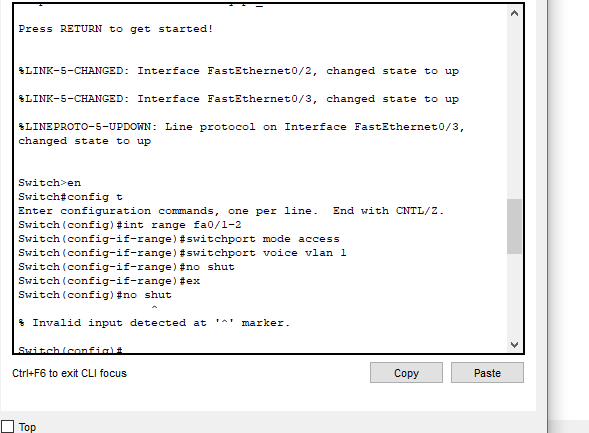 Press RETURN to get started!
%LINK-5-CHANGED: Interface FastEthernet0/2, changed state to up
%LINK-5-CHANGED: Interface FastEthernet0/3, changed state to up
%LINEPROTO-5-UPDOWN: Line protocol on Interface FastEthernet0/3,
changed state to up
Switch>en
Switch#config t
Enter configuration commands, one per line.  End with CNTL/Z.
Switch(config)#int range fa0/1-2
Switch(config-if-range)#switchport mode access
Switch(config-if-range)#switchport voice vlan 1
Switch(config-if-range)#no shut
Switch(config-if-range)#ex
Switch(config)#no shut
^
% Invalid input detected at '^' marker.
Switch(config)#
Ctrl+F6 to exit CLI focus
Copy
Paste
Top